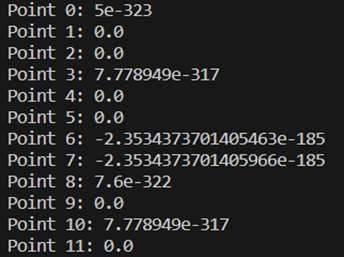 Point 0: 5e-323
Point 1: 0.0
Point 2: 0.0
Point 3: 7.778949e-317
Point 4: 0.0
Point 5: 0.0
Point 6: -2.3534373701405463e-185
Point 7: -2.3534373701405966e-185
Point 8: 7.6e-322
Point 9: 0.0
Point 10: 7.778949e-317
Point 11: 0.0